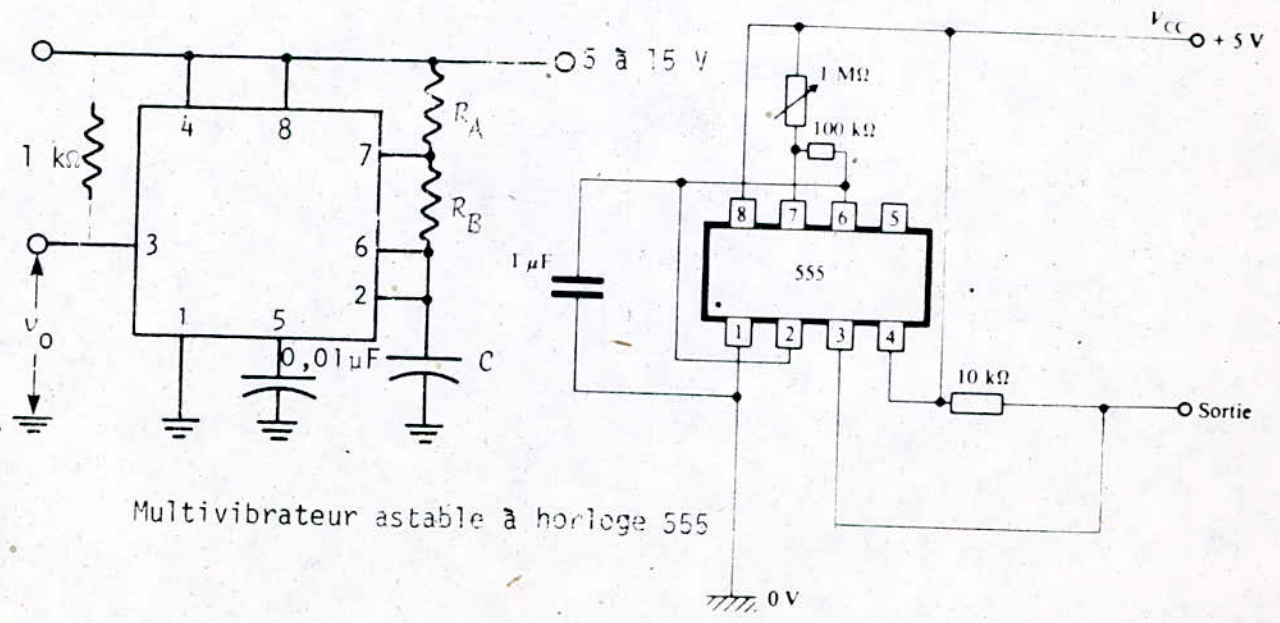 5 à 15 V
4
8
R_A
7
1 kΩ
R_B
3
6
2
1
5
0,01μF
C
v_o
Multivibrateur astable à horloge 555
V_CC
+ 5 V
1 MΩ
100 kΩ
8
7
6
5
1 μF
555
1
2
3
4
10 kΩ
Sortie
0 V